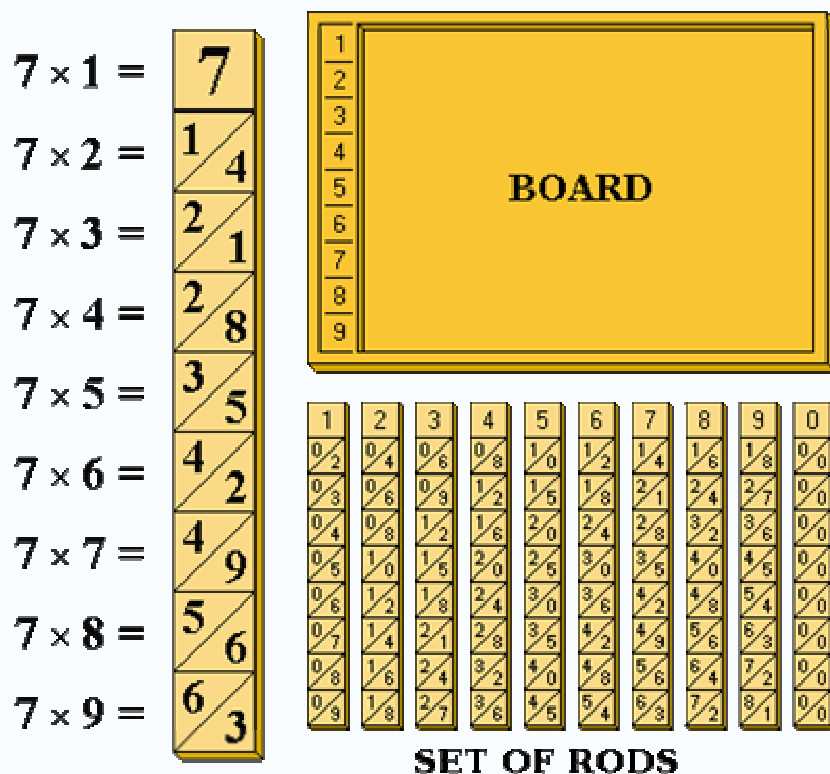 7 × 1 = 7
7 × 2 = 1/4
7 × 3 = 2/1
7 × 4 = 2/8
7 × 5 = 3/5
7 × 6 = 4/2
7 × 7 = 4/9
7 × 8 = 5/6
7 × 9 = 6/3
1
2
3
4
5
6
7
8
9
BOARD
1 2 3 4 5 6 7 8 9 0
0/2 0/4 0/6 0/8 1/0 1/2 1/4 1/6 1/8 0/0
0/3 0/6 0/9 1/2 1/5 1/8 2/1 2/4 2/7 0/0
0/4 0/8 1/2 1/6 2/0 2/4 2/8 3/2 3/6 0/0
0/5 1/0 1/5 2/0 2/5 3/0 3/5 4/0 4/5 0/0
0/6 1/2 1/8 2/4 3/0 3/6 4/2 4/8 5/4 0/0
0/7 1/4 2/1 2/8 3/5 4/2 4/9 5/6 6/3 0/0
0/8 1/6 2/4 3/2 4/0 4/8 5/6 6/4 7/2 0/0
0/9 1/8 2/7 3/6 4/5 5/4 6/3 7/2 8/1 0/0
SET OF RODS